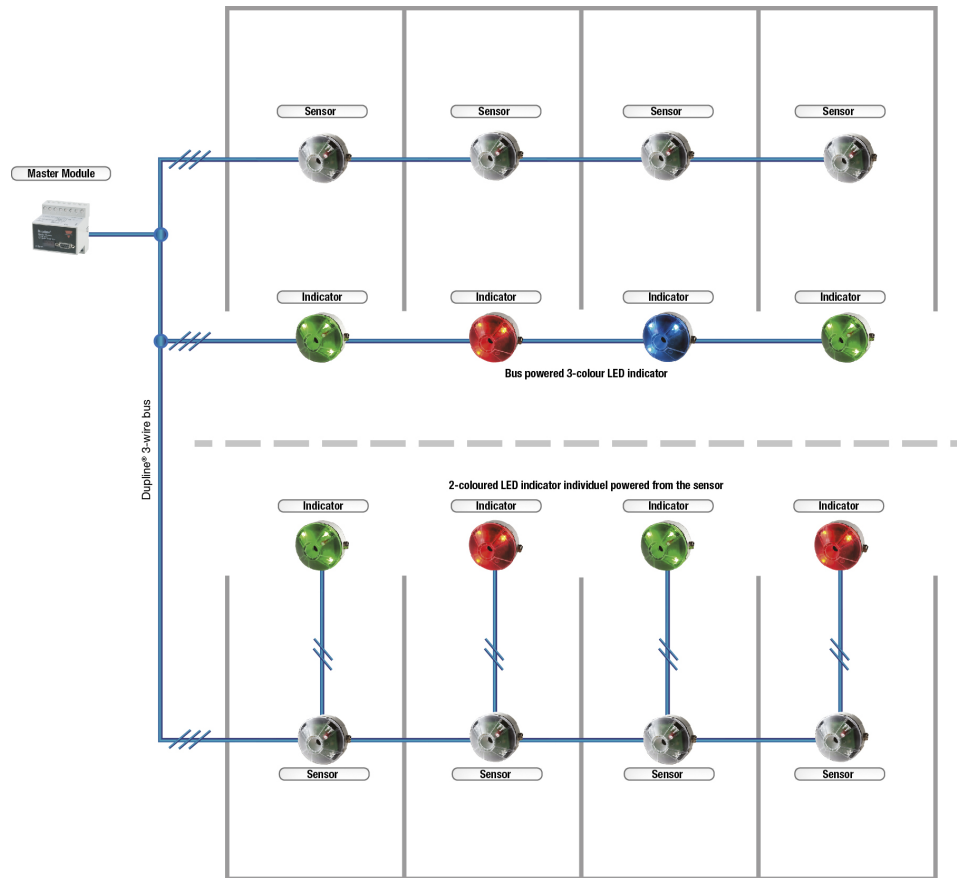 Sensor Sensor Sensor Sensor
Master Module
Indicator Indicator Indicator Indicator
Bus powered 3-colour LED indicator
Dupline® 3-wire bus
2-coloured LED indicator individuel powered from the sensor
Indicator Indicator Indicator Indicator
Sensor Sensor Sensor Sensor